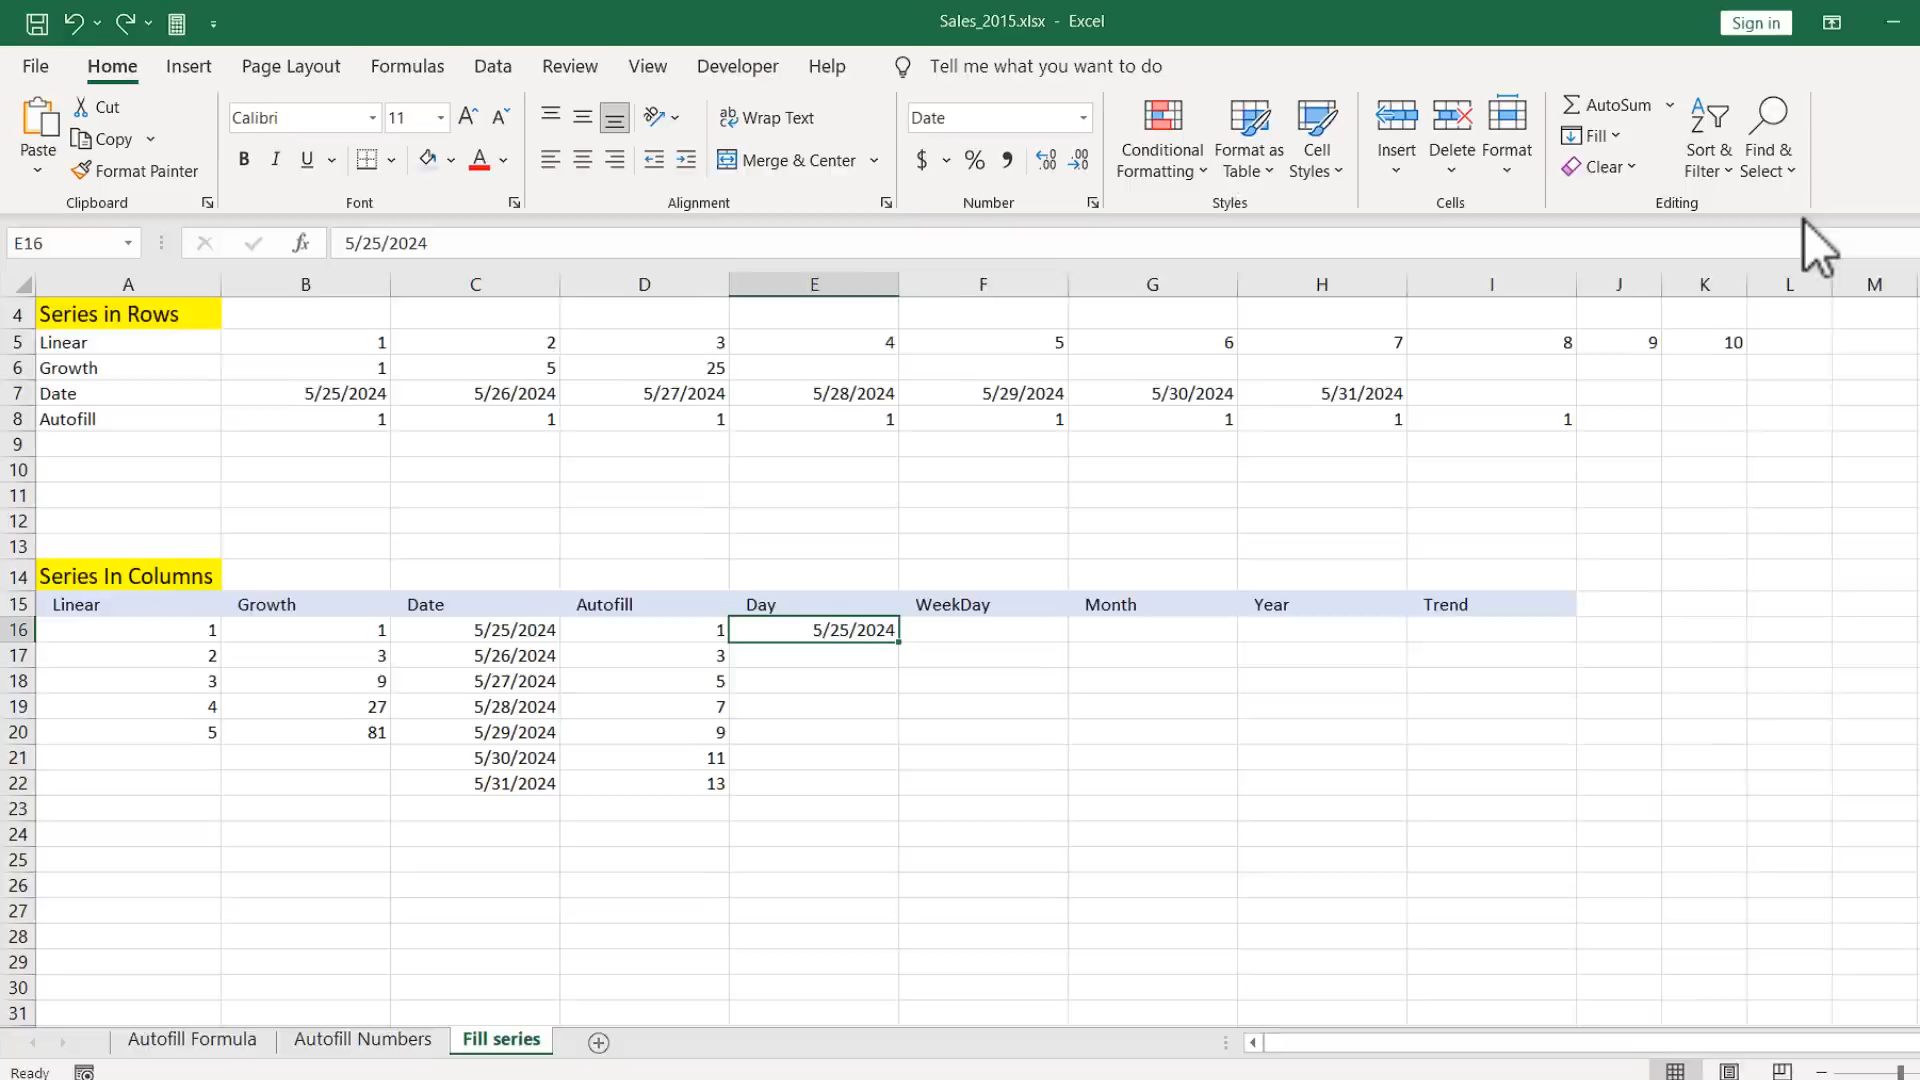 Sales_2015.xlsx - Excel
Sign in
File Home Insert Page Layout Formulas Data Review View Developer Help Tell me what you want to do
Paste
Cut
Copy
Format Painter
Clipboard
Calibri 11
B I U A
Font
ab Wrap Text
Merge & Center
Alignment
Date
$ % 9
Number
Conditional Formatting
Format as Table
Cell Styles
Styles
Insert Delete Format
Cells
AutoSum
Fill
Clear
Sort & Filter
Find & Select
Editing
E16 fx 5/25/2024
A B C D E F G H I J K L M
4 Series in Rows
5 Linear 1 2 3 4 5 6 7 8 9 10
6 Growth 1 5 25
7 Date 5/25/2024 5/26/2024 5/27/2024 5/28/2024 5/29/2024 5/30/2024 5/31/2024
8 Autofill 1 1 1 1 1 1 1 1
9
10
11
12
13
14 Series In Columns
15 Linear Growth Date Autofill Day WeekDay Month Year Trend
16 1 1 5/25/2024 1 5/25/2024
17 2 3 5/26/2024 3
18 3 9 5/27/2024 5
19 4 27 5/28/2024 7
20 5 81 5/29/2024 9
21 5/30/2024 11
22 5/31/2024 13
23
24
25
26
27
28
29
30
31
Autofill Formula Autofill Numbers Fill series
Ready